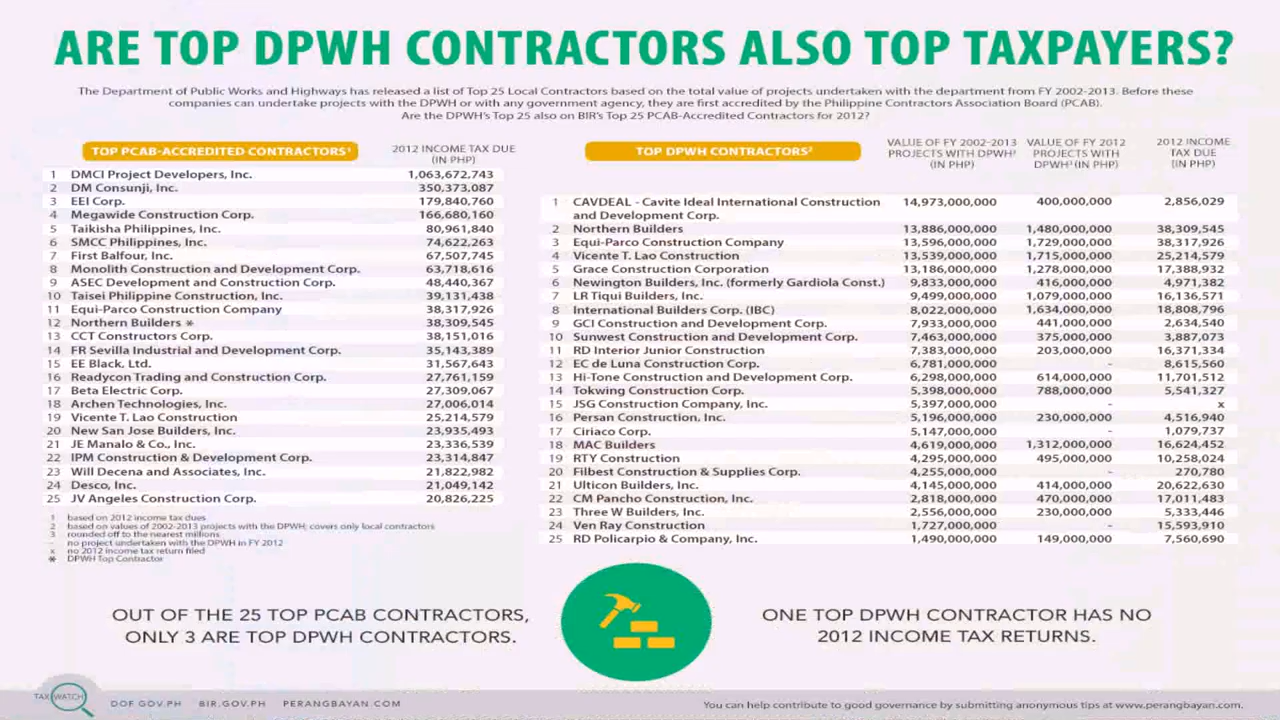 ARE TOP DPWH CONTRACTORS ALSO TOP TAXPAYERS?
The Department of Public Works and Highways has released a list of Top 25 Local Contractors based on the total value of projects undertaken with the department from FY 2002-2013. Before these
companies can undertake projects with the DPWH or with any government agency, they are first accredited by the Philippine Contractors Association Board (PCAB).
Are the DPWH's Top 25 also on BIR's Top 25 PCAB-Accredited Contractors for 2012?
TOP PCAB-ACCREDITED CONTRACTORS¹ 2012 INCOME TAX DUE
(IN PHP)
1 DMCI Project Developers, Inc. 1,063,672,743
2 DM Consunji, Inc. 350,373,087
3 EEI Corp. 179,840,760
4 Megawide Construction Corp. 166,680,160
5 Taikisha Philippines, Inc. 80,961,840
6 SMCC Philippines, Inc. 74,622,263
7 First Balfour, Inc. 67,507,745
8 Monolith Construction and Development Corp. 63,718,616
9 ASEC Development and Construction Corp. 48,440,367
10 Taisei Philippine Construction, Inc. 39,131,438
11 Equi-Parco Construction Company 38,317,926
12 Northern Builders * 38,309,545
13 CCT Constructors Corp. 38,151,016
14 FR Sevilla Industrial and Development Corp. 35,143,389
15 EE Black, Ltd. 31,567,643
16 Readycon Trading and Construction Corp. 27,761,159
17 Beta Electric Corp. 27,309,067
18 Archen Technologies, Inc. 27,006,014
19 Vicente T. Lao Construction 25,214,579
20 New San Jose Builders, Inc. 23,935,493
21 JE Manalo & Co., Inc. 23,336,539
22 IPM Construction & Development Corp. 23,314,847
23 Will Decena and Associates, Inc. 21,822,982
24 Desco, Inc. 21,049,142
25 JV Angeles Construction Corp. 20,826,225
1 based on 2012 income tax dues
2 based on values of 2002-2013 projects with the DPWH; covers only local contractors
3 rounded off to the nearest millions
- no project undertaken with the DPWH in FY 2012
x no 2012 income tax return filed
* DPWH Top Contractor
TOP DPWH CONTRACTORS² VALUE OF FY 2002-2013 VALUE OF FY 2012 2012 INCOME
PROJECTS WITH DPWH³ PROJECTS WITH TAX DUE
(IN PHP) DPWH³ (IN PHP) (IN PHP)
1 CAVDEAL - Cavite Ideal International Construction 14,973,000,000 400,000,000 2,856,029
and Development Corp.
2 Northern Builders 13,886,000,000 1,480,000,000 38,309,545
3 Equi-Parco Construction Company 13,596,000,000 1,729,000,000 38,317,926
4 Vicente T. Lao Construction 13,539,000,000 1,715,000,000 25,214,579
5 Grace Construction Corporation 13,186,000,000 1,278,000,000 17,388,932
6 Newington Builders, Inc. (formerly Gardiola Const.) 9,833,000,000 416,000,000 4,971,382
7 LR Tiqui Builders, Inc. 9,499,000,000 1,079,000,000 16,136,571
8 International Builders Corp. (IBC) 8,022,000,000 1,634,000,000 18,808,796
9 GCI Construction and Development Corp. 7,933,000,000 441,000,000 2,634,540
10 Sunwest Construction and Development Corp. 7,463,000,000 375,000,000 3,887,073
11 RD Interior Junior Construction 7,383,000,000 203,000,000 16,371,334
12 EC de Luna Construction Corp. 6,781,000,000 - 8,615,560
13 Hi-Tone Construction and Development Corp. 6,298,000,000 614,000,000 11,701,512
14 Tokwing Construction Corp. 5,398,000,000 788,000,000 5,541,327
15 JSG Construction Company, Inc. 5,397,000,000 - x
16 Persan Construction, Inc. 5,196,000,000 230,000,000 4,516,940
17 Ciriaco Corp. 5,147,000,000 - 1,079,737
18 MAC Builders 4,619,000,000 1,312,000,000 16,624,452
19 RTY Construction 4,295,000,000 495,000,000 10,258,024
20 Filbest Construction & Supplies Corp. 4,255,000,000 - 270,780
21 Ulticon Builders, Inc. 4,145,000,000 414,000,000 20,622,630
22 CM Pancho Construction, Inc. 2,818,000,000 470,000,000 17,011,483
23 Three W Builders, Inc. 2,556,000,000 230,000,000 5,333,446
24 Ven Ray Construction 1,727,000,000 - 15,593,910
25 RD Policarpio & Company, Inc. 1,490,000,000 149,000,000 7,560,690
OUT OF THE 25 TOP PCAB CONTRACTORS,
ONLY 3 ARE TOP DPWH CONTRACTORS.
ONE TOP DPWH CONTRACTOR HAS NO
2012 INCOME TAX RETURNS.
TAX WATCH DOF.GOV.PH BIR.GOV.PH PERANGBAYAN.COM
You can help contribute to good governance by submitting anonymous tips at www.perangbayan.com.